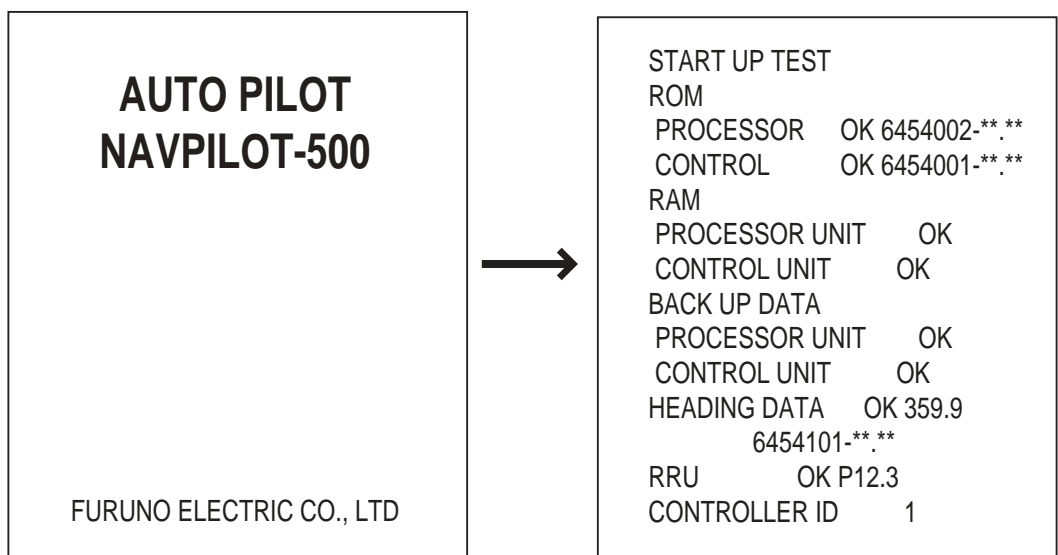 AUTO PILOT
NAVPILOT-500
FURUNO ELECTRIC CO., LTD
START UP TEST
ROM
PROCESSOR OK 6454002-**.**
CONTROL OK 6454001-**.**
RAM
PROCESSOR UNIT OK
CONTROL UNIT OK
BACK UP DATA
PROCESSOR UNIT OK
CONTROL UNIT OK
HEADING DATA OK 359.9
6454101-**.**
RRU OK P12.3
CONTROLLER ID 1